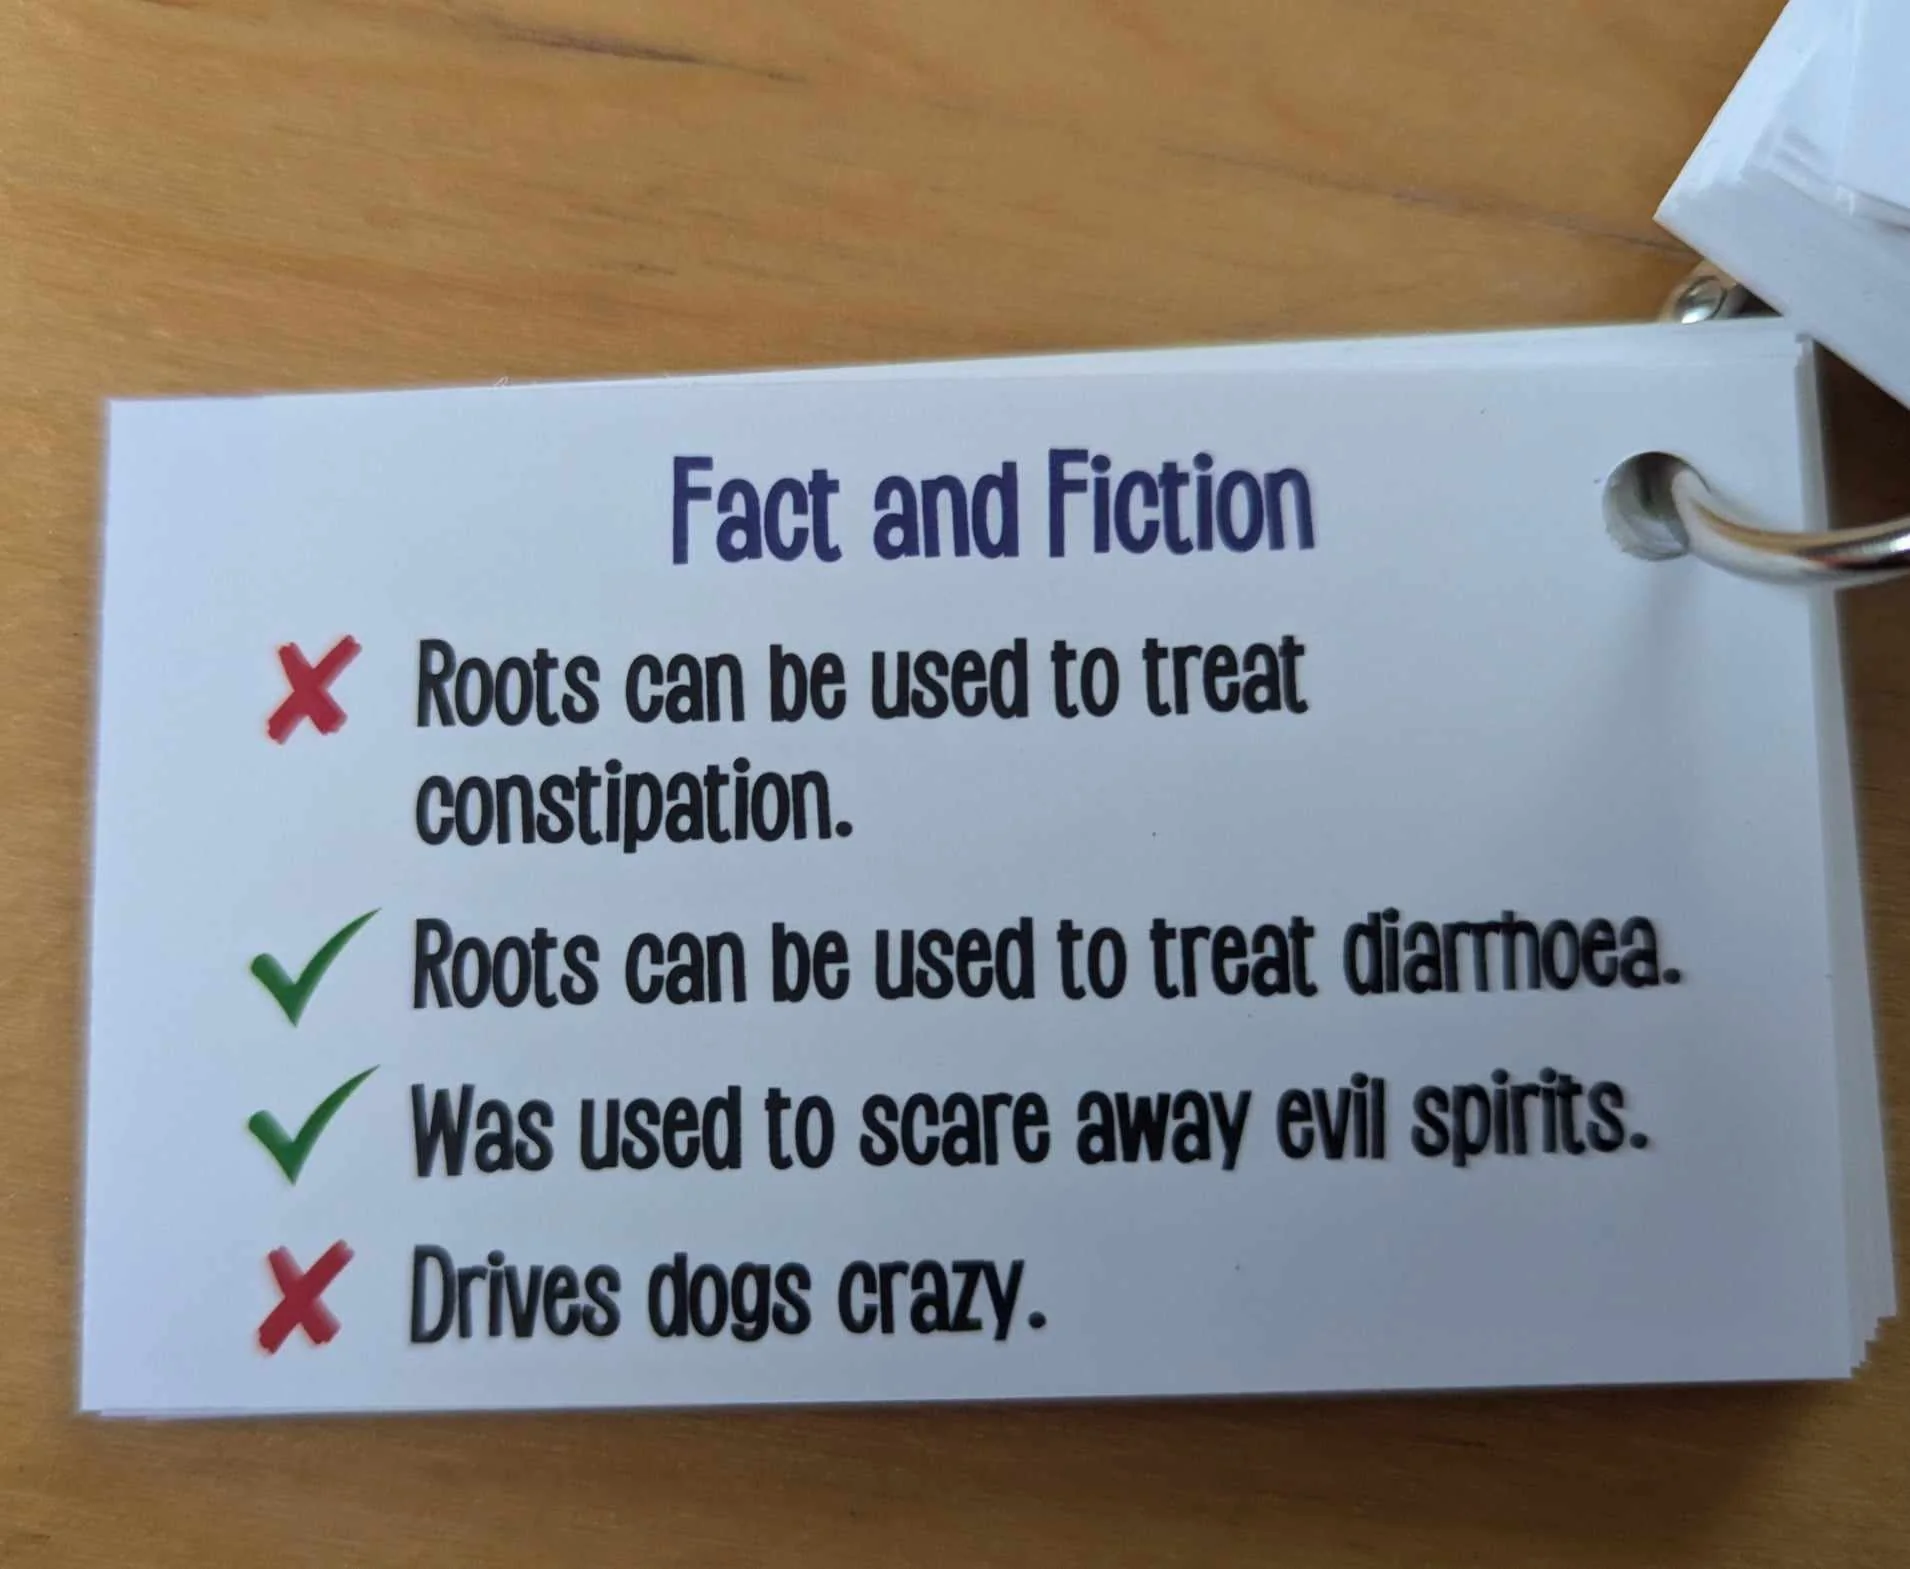 Fact and Fiction
Roots can be used to treat
constipation.
Roots can be used to treat diarrhoea.
Was used to scare away evil spirits.
Drives dogs crazy.